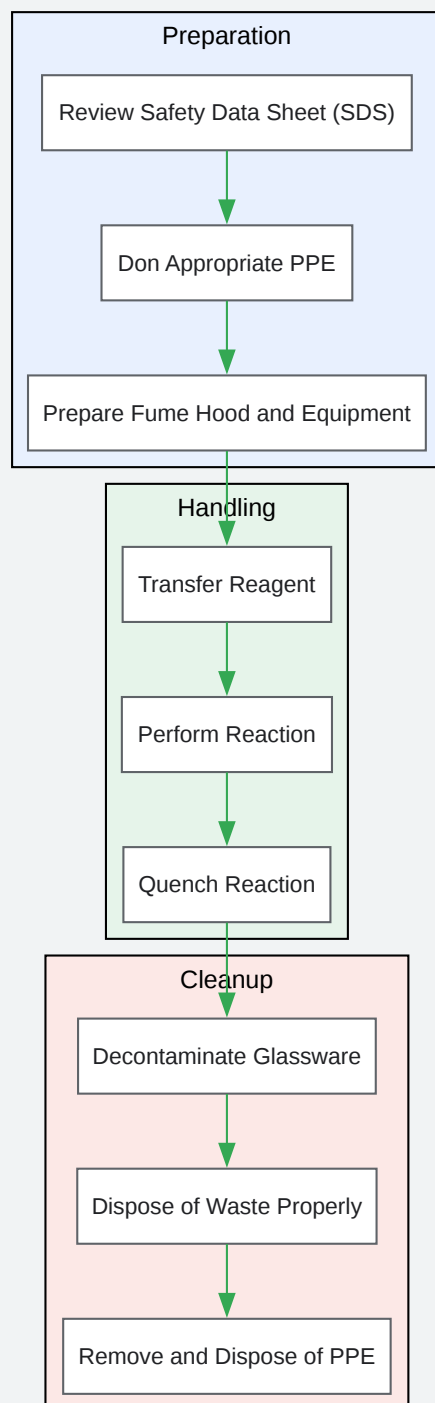 Preparation
Review Safety Data Sheet (SDS)
Don Appropriate PPE
Prepare Fume Hood and Equipment
Handling
Transfer Reagent
Perform Reaction
Quench Reaction
Cleanup
Decontaminate Glassware
Dispose of Waste Properly
Remove and Dispose of PPE